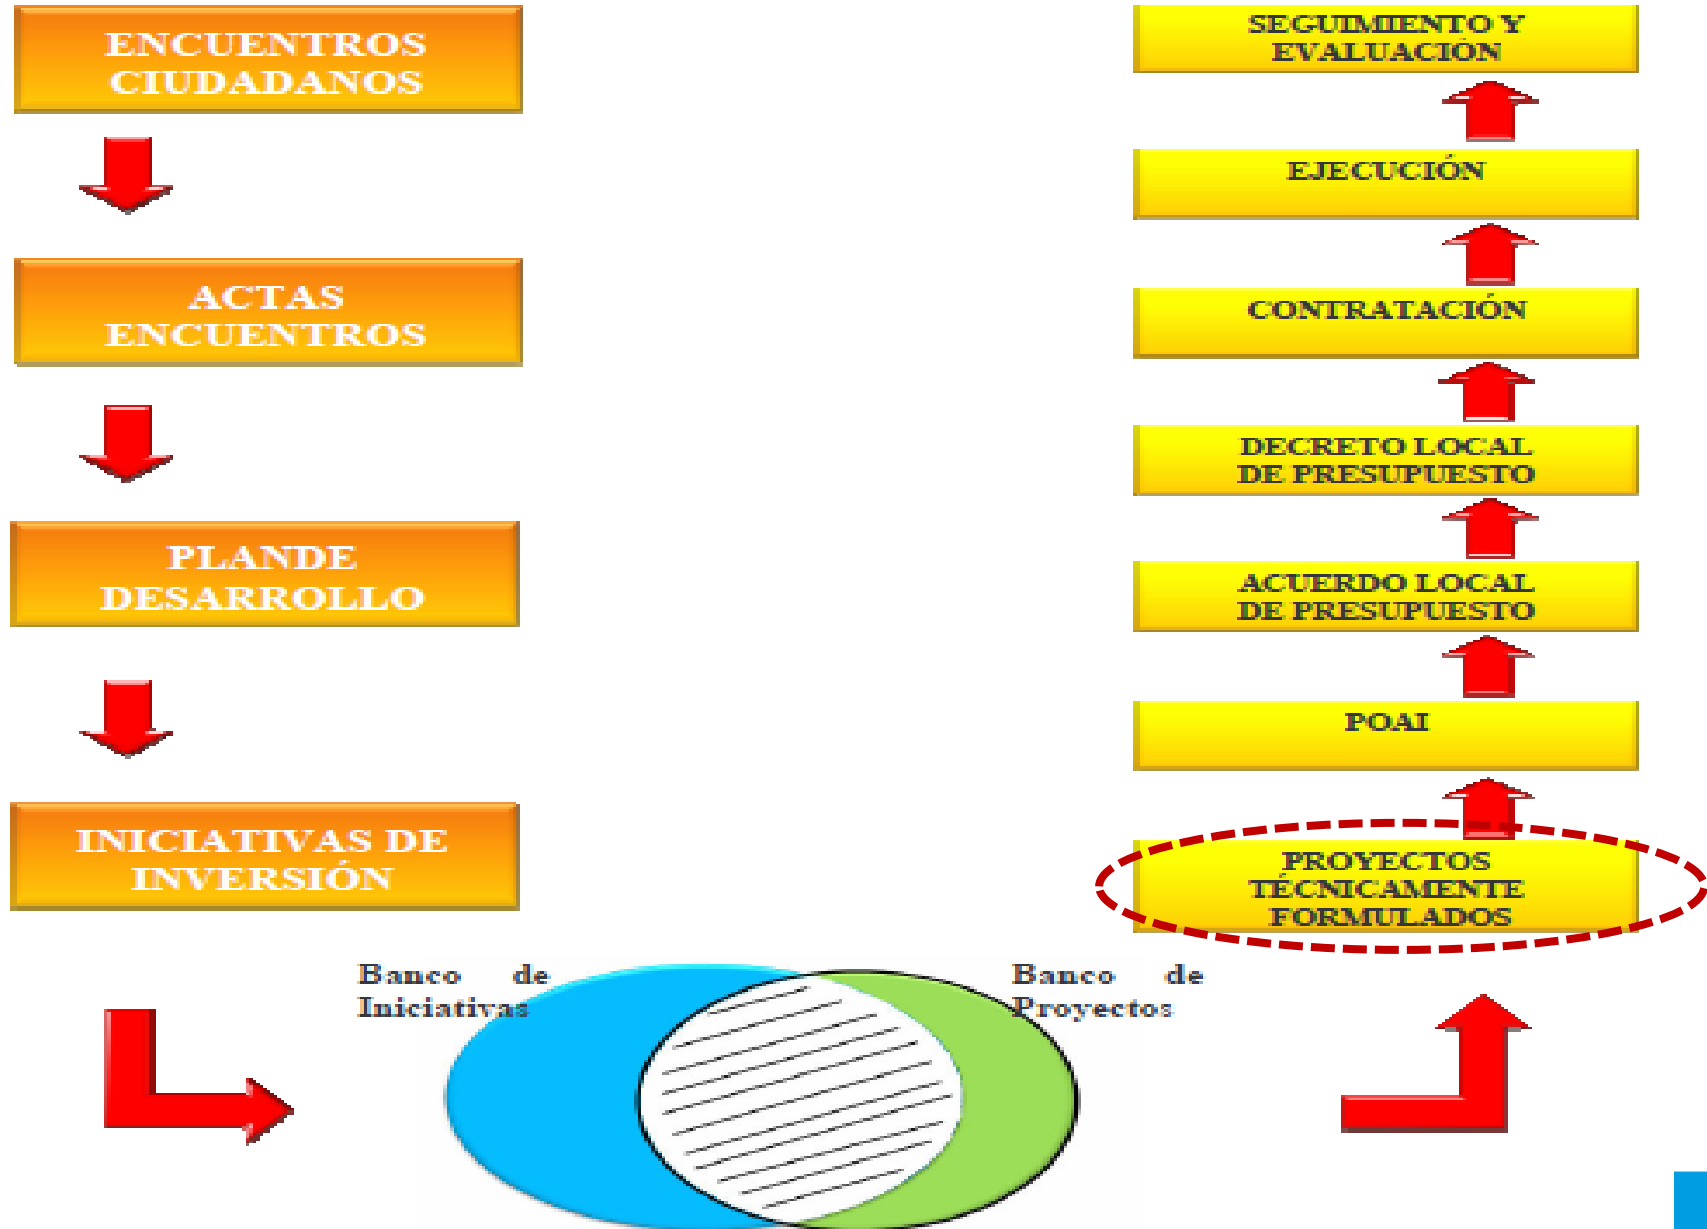 ENCUENTROS
CIUDADANOS
ACTAS
ENCUENTROS
PLANDE
DESARROLLO
INICIATIVAS DE
INVERSIÓN
Banco de
Iniciativas
Banco de
Proyectos
SEGUIMIENTO Y
EVALUACIÓN
EJECUCIÓN
CONTRATACIÓN
DECRETO LOCAL
DE PRESUPUESTO
ACUERDO LOCAL
DE PRESUPUESTO
POAI
PROYECTOS
TÉCNICAMENTE
FORMULADOS